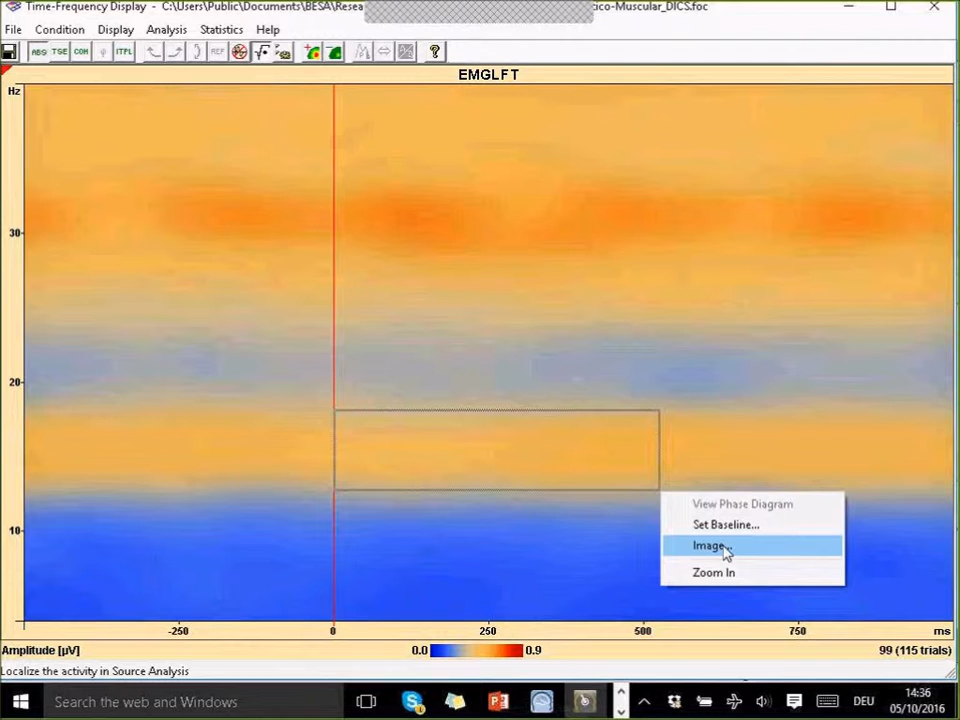 Time-Frequency Display - C:\Users\Public\Documents\BESA\Resea
ico-Muscular_DICS.foc
File Condition Display Analysis Statistics Help
ABS TSE COH φ ITPL REF ?
EMGLFT
Hz
30
20
10
View Phase Diagram
Set Baseline...
Image...
Zoom In
-250 0 250 500 750 ms
Amplitude [µV] 0.0 0.9 99 (115 trials)
Localize the activity in Source Analysis
Search the web and Windows
DEU
14:36
05/10/2016